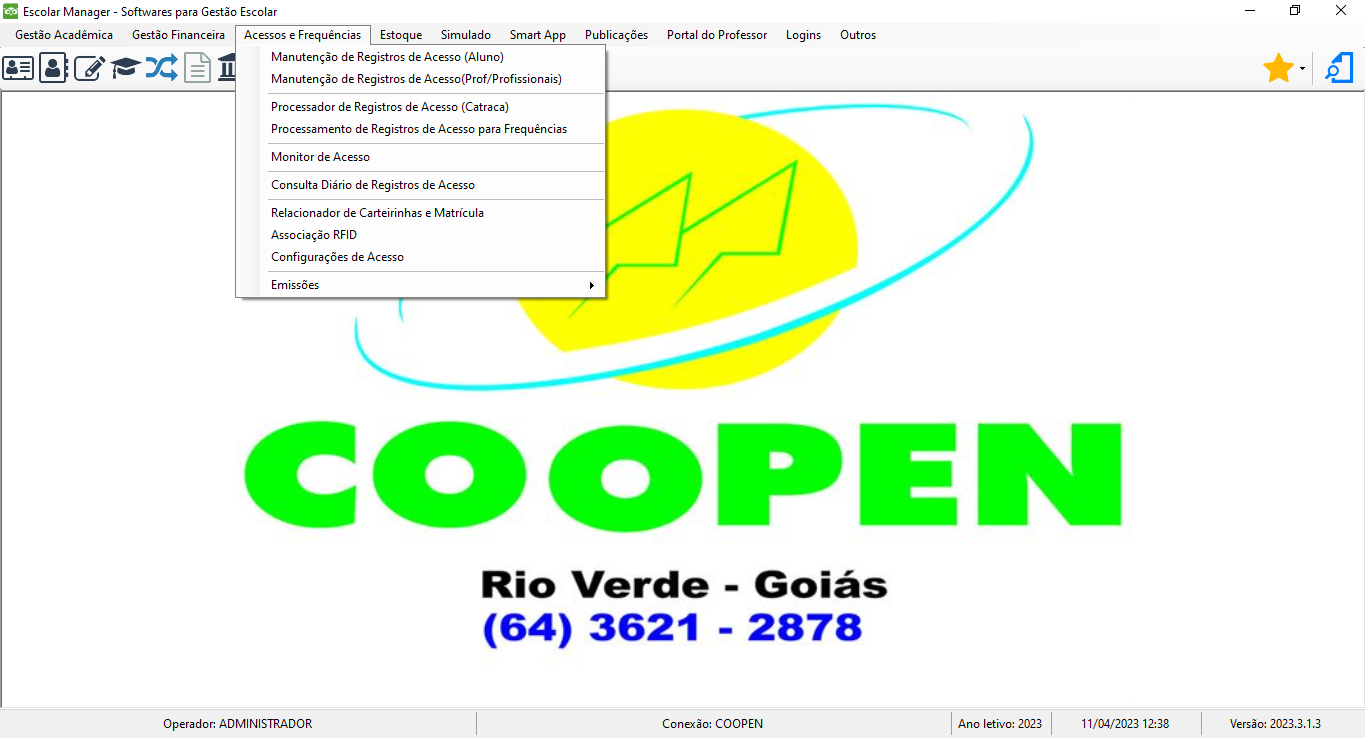 Escolar Manager - Softwares para Gestão Escolar
Gestão Acadêmica Gestão Financeira Acessos e Frequências Estoque Simulado Smart App Publicações Portal do Professor Logins Outros
Manutenção de Registros de Acesso (Aluno)
Manutenção de Registros de Acesso(Prof/Profissionais)
Processador de Registros de Acesso (Catraca)
Processamento de Registros de Acesso para Frequências
Monitor de Acesso
Consulta Diário de Registros de Acesso
Relacionador de Carteirinhas e Matrícula
Associação RFID
Configurações de Acesso
Emissões
COOPEN
Rio Verde - Goiás
(64) 3621 - 2878
Operador: ADMINISTRADOR Conexão: COOPEN Ano letivo: 2023 11/04/2023 12:38 Versão: 2023.3.1.3